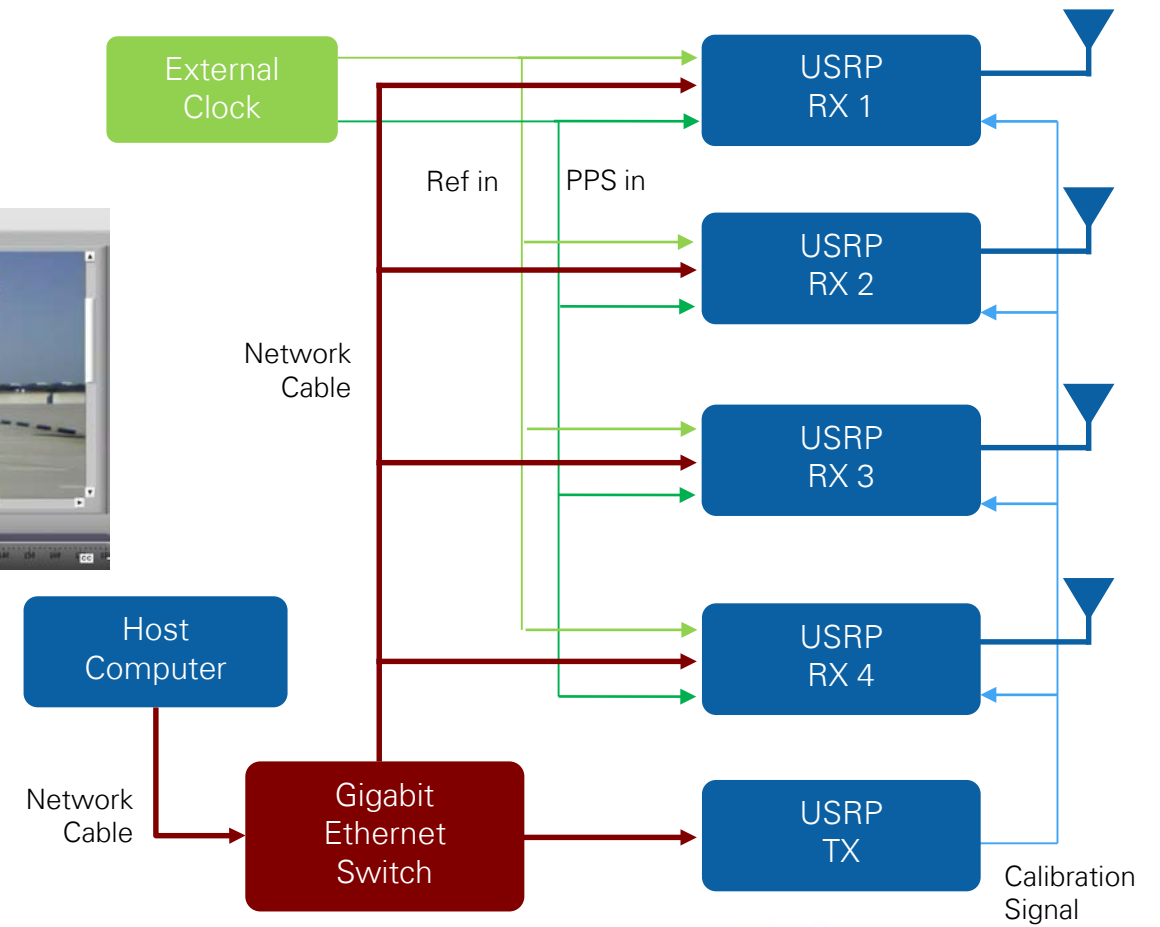 External
Clock
USRP
RX 1
Ref in
PPS in
USRP
RX 2
Network
Cable
USRP
RX 3
cc
Host
Computer
USRP
RX 4
Network
Cable
Gigabit
Ethernet
Switch
USRP
TX
Calibration
Signal